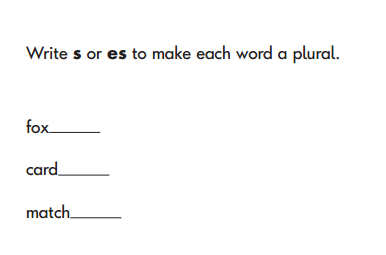 Write s or es to make each word a plural.
fox______
card______
match______